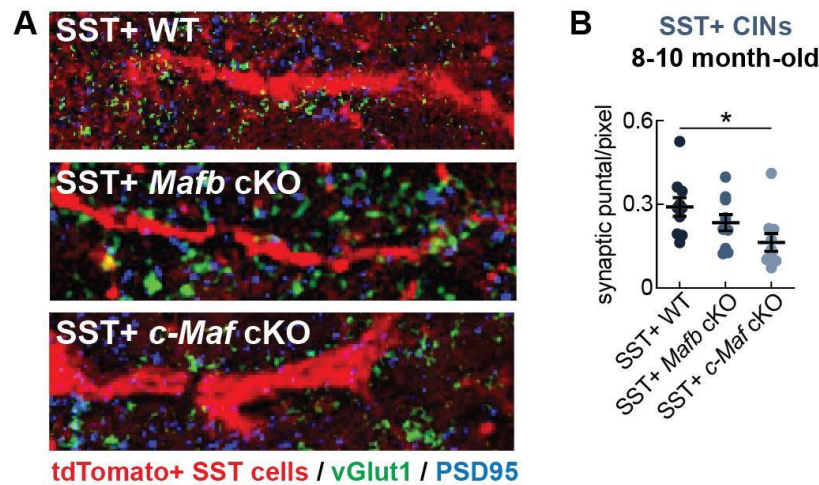 A
SST+ WT
SST+ Mafb cKO
SST+ c-Maf cKO
tdTomato+ SST cells / vGlut1 / PSD95
B
SST+ CINs
8-10 month-old
*
0.6
0.3
0
synaptic puntal/pixel
SST+ WT
SST+ Mafb cKO
SST+ c-Maf cKO